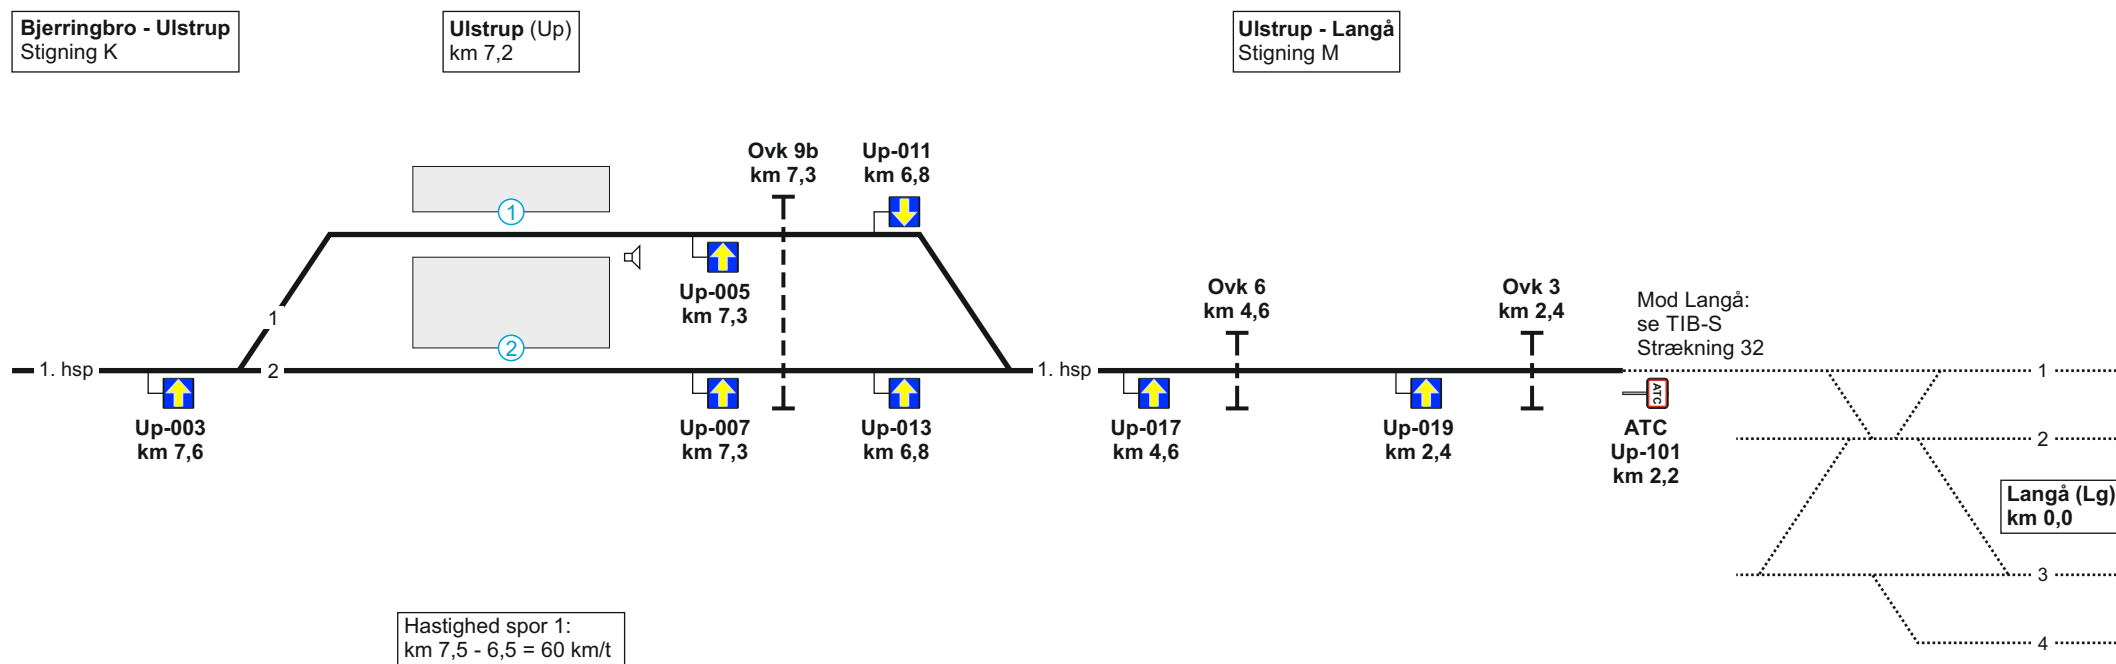 Bjerringbro - Ulstrup
Stigning K
Ulstrup (Up)
km 7,2
Ulstrup - Langå
Stigning M
Ovk 9b
km 7,3
Up-011
km 6,8
1
Up-005
km 7,3
Ovk 6
km 4,6
Ovk 3
km 2,4
Mod Langå:
se TIB-S
Strækning 32
1
2
1. hsp
2
1. hsp
1
ATC
Up-003
km 7,6
Up-007
km 7,3
Up-013
km 6,8
Up-017
km 4,6
Up-019
km 2,4
ATC
Up-101
km 2,2
2
Langå (Lg)
km 0,0
3
4
Hastighed spor 1:
km 7,5 - 6,5 = 60 km/t